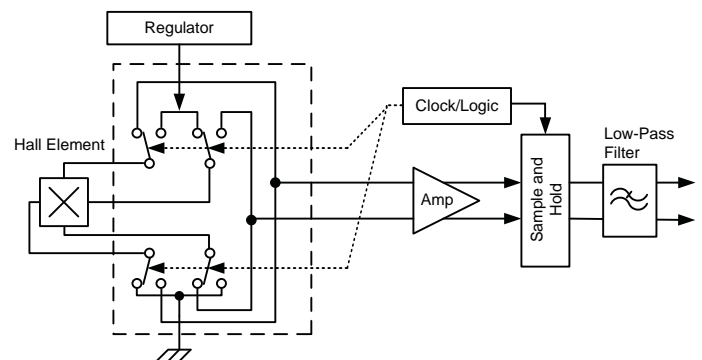 Regulator
Hall Element
Clock/Logic
Amp
Sample and
Hold
Low-Pass
Filter